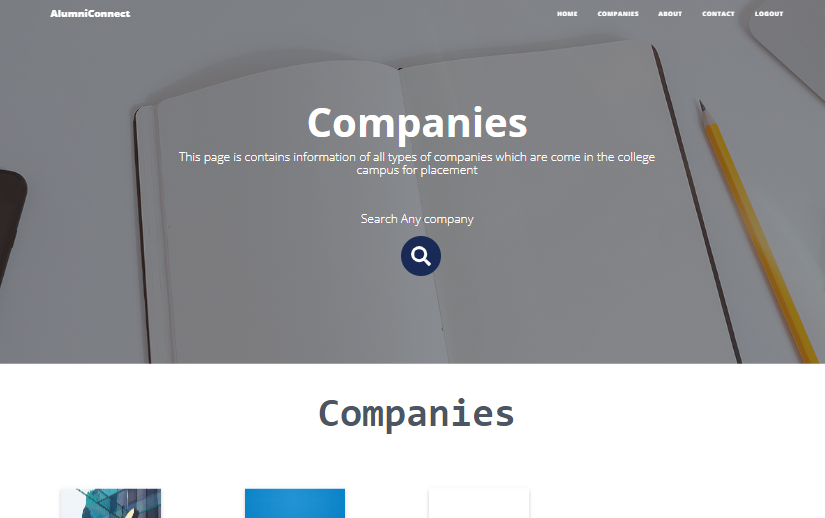 AlumniConnect
HOME COMPANIES ABOUT CONTACT LOGOUT
Companies
This page is contains information of all types of companies which are come in the college
campus for placement
Search Any company
Companies